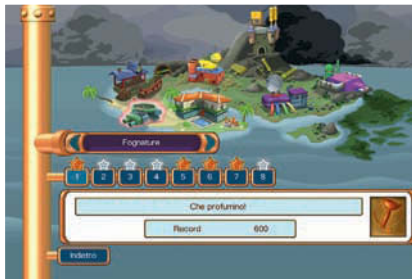 Fognature
1 2 3 4 5 6 7 8
Che profumino!
Record 600
Indietro